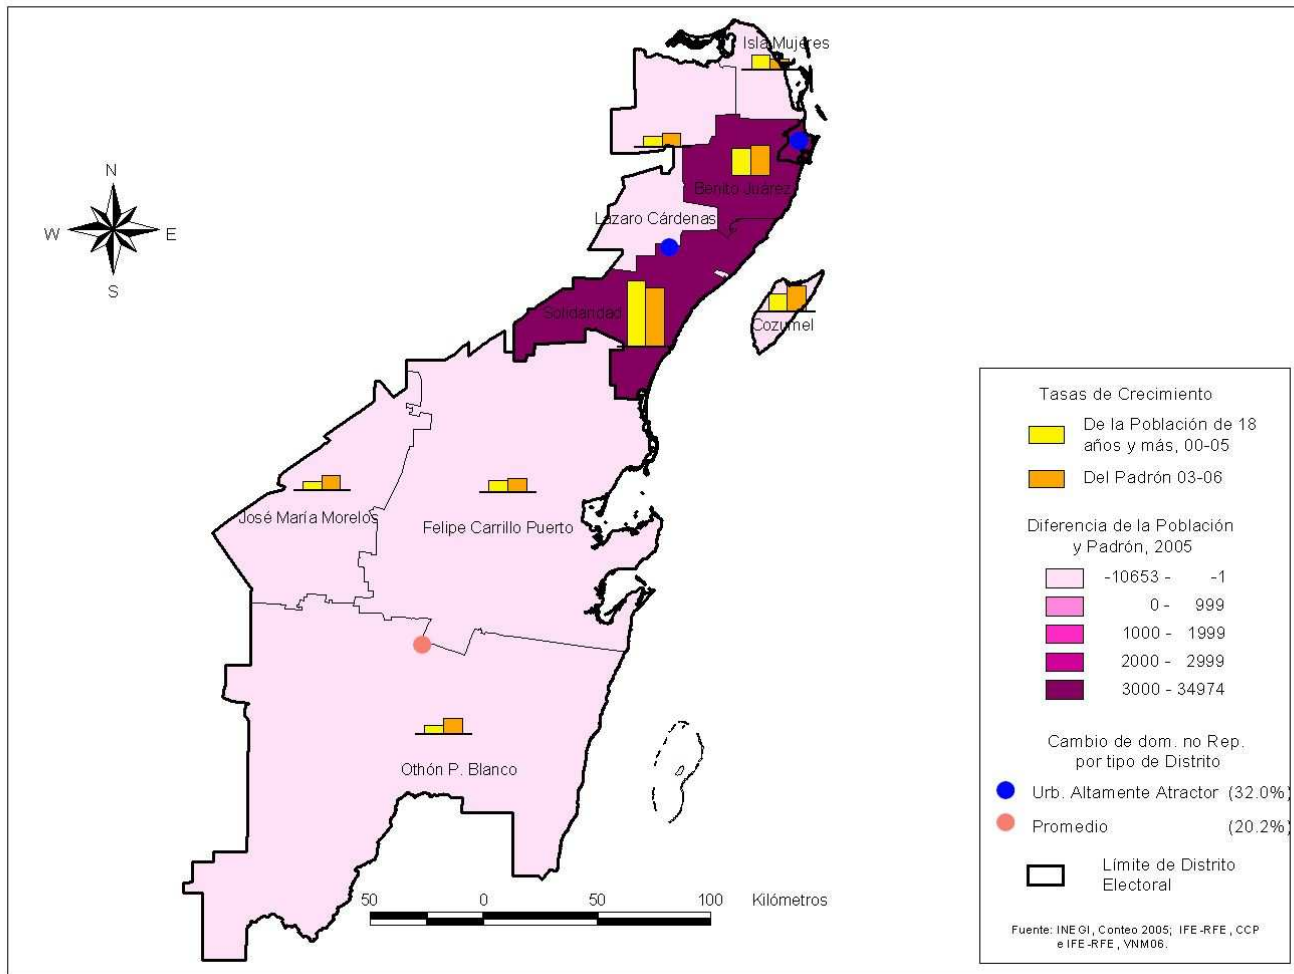 Isla Mujeres
Benito Juárez
Lázaro Cárdenas
Solidaridad
Cozumel
José María Morelos
Felipe Carrillo Puerto
Othón P. Blanco
N
W E
S
50 0 50 100 Kilómetros
Tasas de Crecimiento
De la Población de 18
años y más, 00-05
Del Padrón 03-06
Diferencia de la Población
y Padrón, 2005
-10653 - -1
0 - 999
1000 - 1999
2000 - 2999
3000 - 34974
Cambio de dom. no Rep.
por tipo de Distrito
Urb. Altamente Atractor (32.0%)
Promedio (20.2%)
Límite de Distrito
Electoral
Fuente: INEGI, Conteo 2005; IFE-RFE, CCP
e IFE-RFE, VNM06.